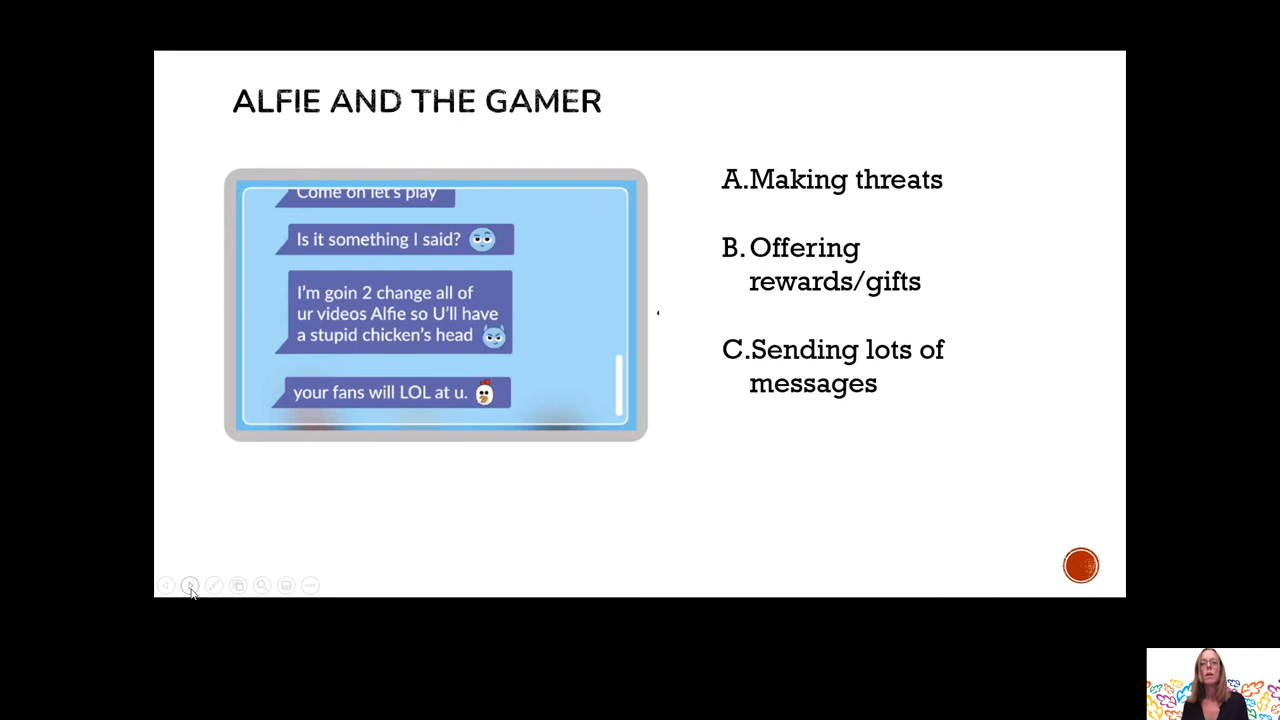 ALFIE AND THE GAMER
Come on let's play
Is it something I said?
I'm goin 2 change all of
ur videos Alfie so U'll have
a stupid chicken's head
your fans will LOL at u.
A.Making threats
B. Offering
rewards/gifts
C.Sending lots of
messages